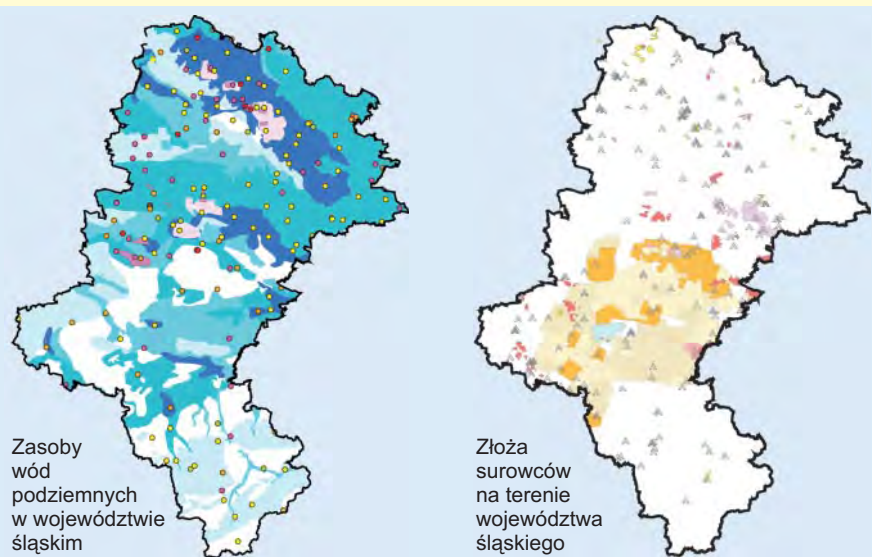 Zasoby
wód
podziemnych
w województwie
śląskim
Złoża
surowców
na terenie
województwa
śląskiego